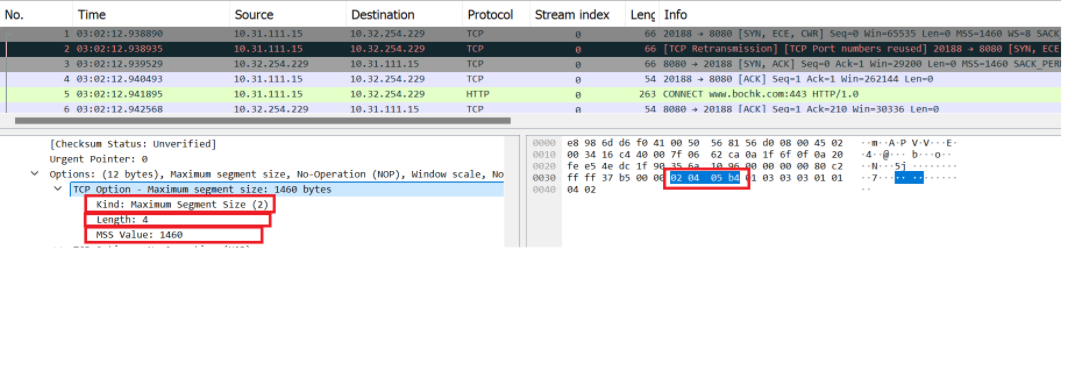 No. Time Source Destination Protocol Stream index Leng Info
1 03:02:12.938890 10.31.111.15 10.32.254.229 TCP 0 66 20188 → 8080 [SYN, ECE, CWR] Seq=0 Win=65535 Len=0 MSS=1460 WS=8 SACK
2 03:02:12.938935 10.31.111.15 10.32.254.229 TCP 0 66 [TCP Retransmission] [TCP Port numbers reused] 20188 → 8080 [SYN, ECE
3 03:02:12.939529 10.32.254.229 10.31.111.15 TCP 0 66 8080 → 20188 [SYN, ACK] Seq=0 Ack=1 Win=29200 Len=0 MSS=1460 SACK_PER
4 03:02:12.940493 10.31.111.15 10.32.254.229 TCP 0 54 20188 → 8080 [ACK] Seq=1 Ack=1 Win=262144 Len=0
5 03:02:12.941895 10.31.111.15 10.32.254.229 HTTP 0 263 CONNECT www.bochk.com:443 HTTP/1.0
6 03:02:12.942568 10.32.254.229 10.31.111.15 TCP 0 54 8080 → 20188 [ACK] Seq=1 Ack=210 Win=30336 Len=0
[Checksum Status: Unverified]
Urgent Pointer: 0
Options: (12 bytes), Maximum segment size, No-Operation (NOP), Window scale, No
TCP Option - Maximum segment size: 1460 bytes
Kind: Maximum Segment Size (2)
Length: 4
MSS Value: 1460
0000 e8 98 6d d6 f0 41 00 50 56 81 56 d0 08 00 45 02 ··m··A·P V·V···E·
0010 00 34 16 c4 40 00 7f 06 62 ca 0a 1f 6f 0f 0a 20 ·4··@··· b···o··
0020 fe e5 4e dc 1f 90 35 6a 10 96 00 00 00 00 80 c2 ··N···5j ········
0030 ff ff 37 b5 00 00 02 04 05 b4 01 03 03 03 01 01 ··7····· ········
0040 04 02 ··